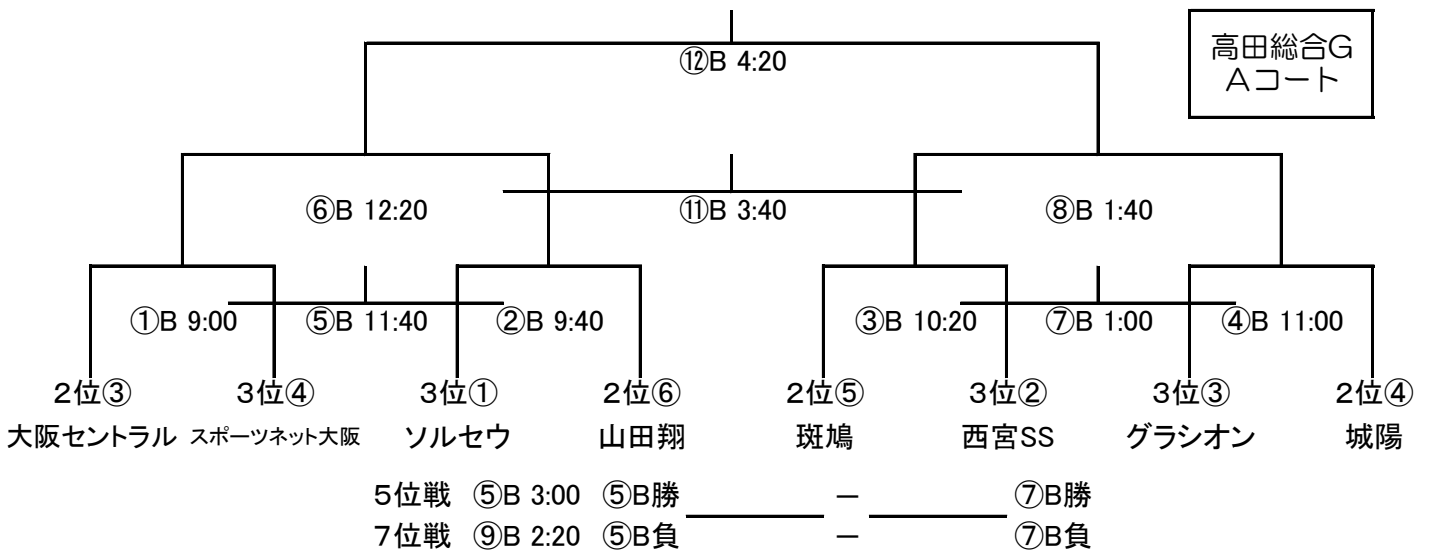 高田総合G
Aコート
⑫B 4:20
⑥B 12:20 ⑪B 3:40 ⑧B 1:40
①B 9:00 ⑤B 11:40 ②B 9:40 ③B 10:20 ⑦B 1:00 ④B 11:00
２位③ ３位④ ３位① ２位⑥ ２位⑤ ３位② ３位③ ２位④
大阪セントラル スポーツネット大阪 ソルセウ 山田翔 斑鳩 西宮SS グラシオン 城陽
５位戦 ⑤B 3:00 ⑤B勝 － ⑦B勝
７位戦 ⑨B 2:20 ⑤B負 － ⑦B負